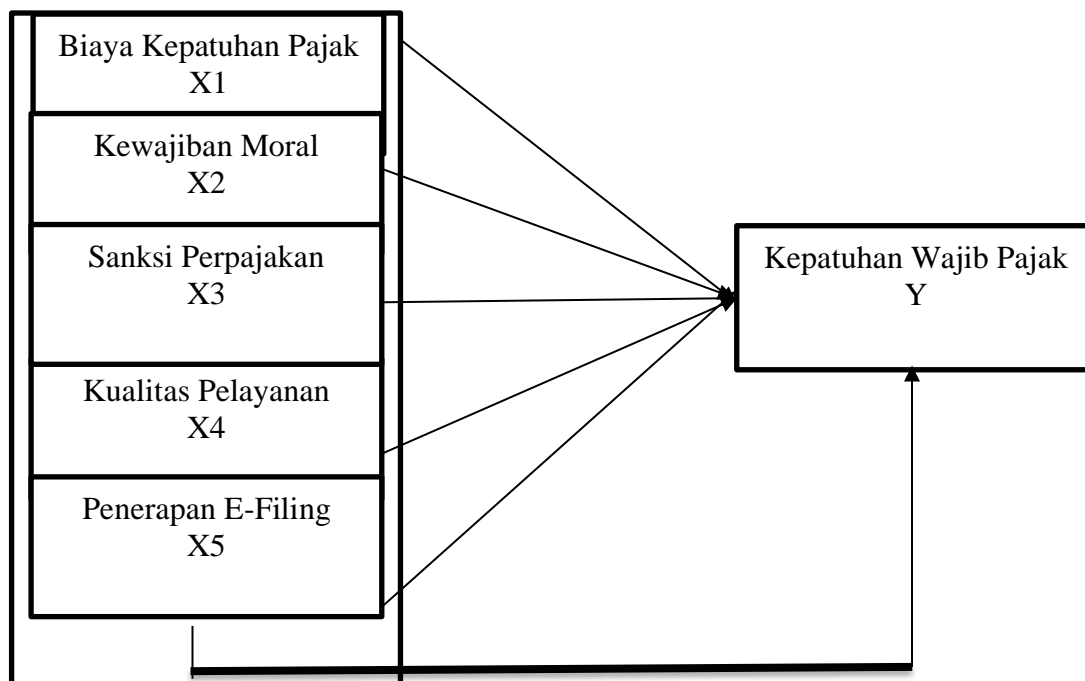 Biaya Kepatuhan Pajak
X1
Kewajiban Moral
X2
Sanksi Perpajakan
X3
Kualitas Pelayanan
X4
Penerapan E-Filing
X5
Kepatuhan Wajib Pajak
Y